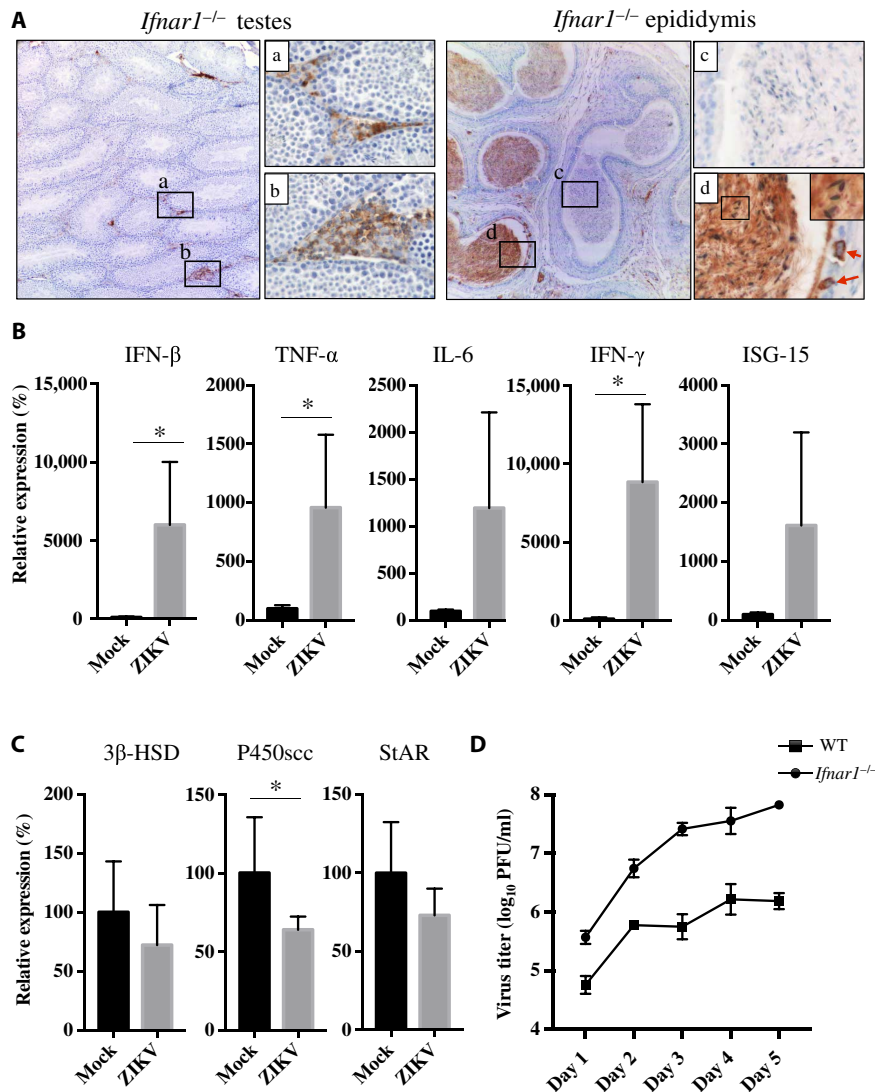 A
Ifnar1–/– testes
Ifnar1–/– epididymis
a
b
a
b
c
d
c
d
B
IFN-β
TNF-α
IL-6
IFN-γ
ISG-15
Relative expression (%)
15,000
10,000
5000
0
*
Mock
ZIKV
2000
1500
1000
500
0
*
Mock
ZIKV
2500
2000
1500
1000
500
0
Mock
ZIKV
15,000
10,000
5000
0
*
Mock
ZIKV
4000
3000
2000
1000
0
Mock
ZIKV
C
3β-HSD
P450scc
StAR
Relative expression (%)
200
150
100
50
0
Mock
ZIKV
150
100
50
0
*
Mock
ZIKV
150
100
50
0
Mock
ZIKV
D
WT
Ifnar1–/–
Virus titer (log10 PFU/ml)
8
7
6
5
4
Day 1
Day 2
Day 3
Day 4
Day 5